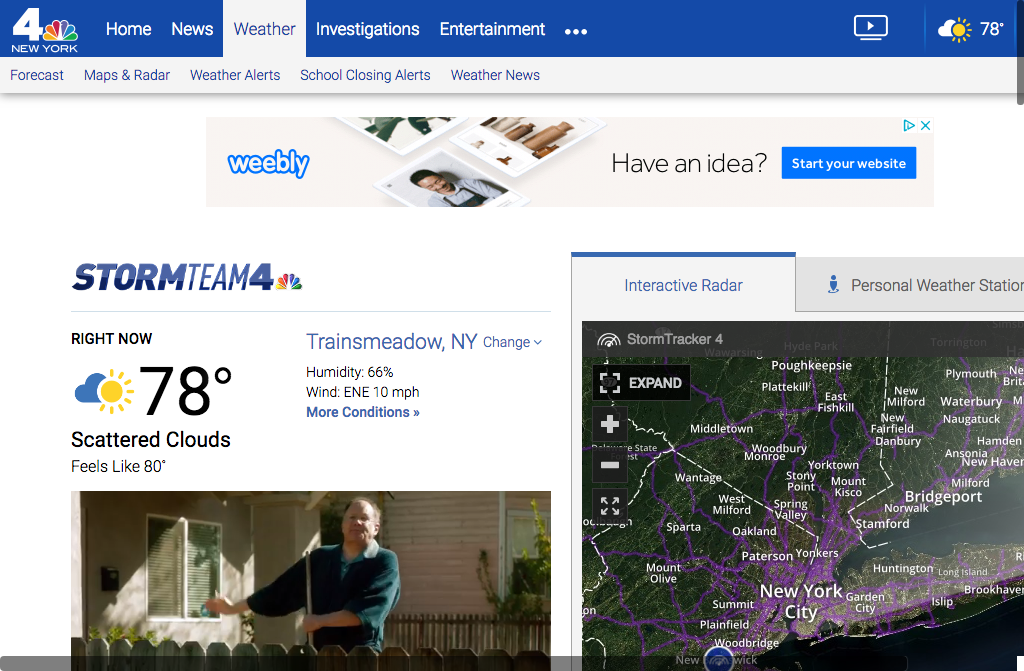 4
NEW YORK
Home News Weather Investigations Entertainment ••• 78°
Forecast Maps & Radar Weather Alerts School Closing Alerts Weather News
weebly
Have an idea?
Start your website
STORMTEAM4
Interactive Radar
Personal Weather Station
RIGHT NOW
78°
Scattered Clouds
Feels Like 80°
Trainsmeadow, NY Change
Humidity: 66%
Wind: ENE 10 mph
More Conditions »
StormTracker 4
EXPAND
Wawarsing
Hyde Park
Torrington
Poughkeepsie
Plattekill
Plymouth
New
Milford
East
Fishkill
Waterbury
Naugatuck
Middletown
New
Fairfield
Danbury
Hamden
Delaware State
Woodbury
Monroe
Ansonia
New Haven
Yorktown
Wantage
Stony
Point
Mount
Kisco
Milford
Bridgeport
West
Milford
Spring
Valley
Norwalk
Stamford
Sparta
Oakland
Paterson
Yonkers
Mount
Olive
Huntington
Long Island
Brookhaven
New York
City
Garden
City
Islip
Summit
Plainfield
Woodbridge
New